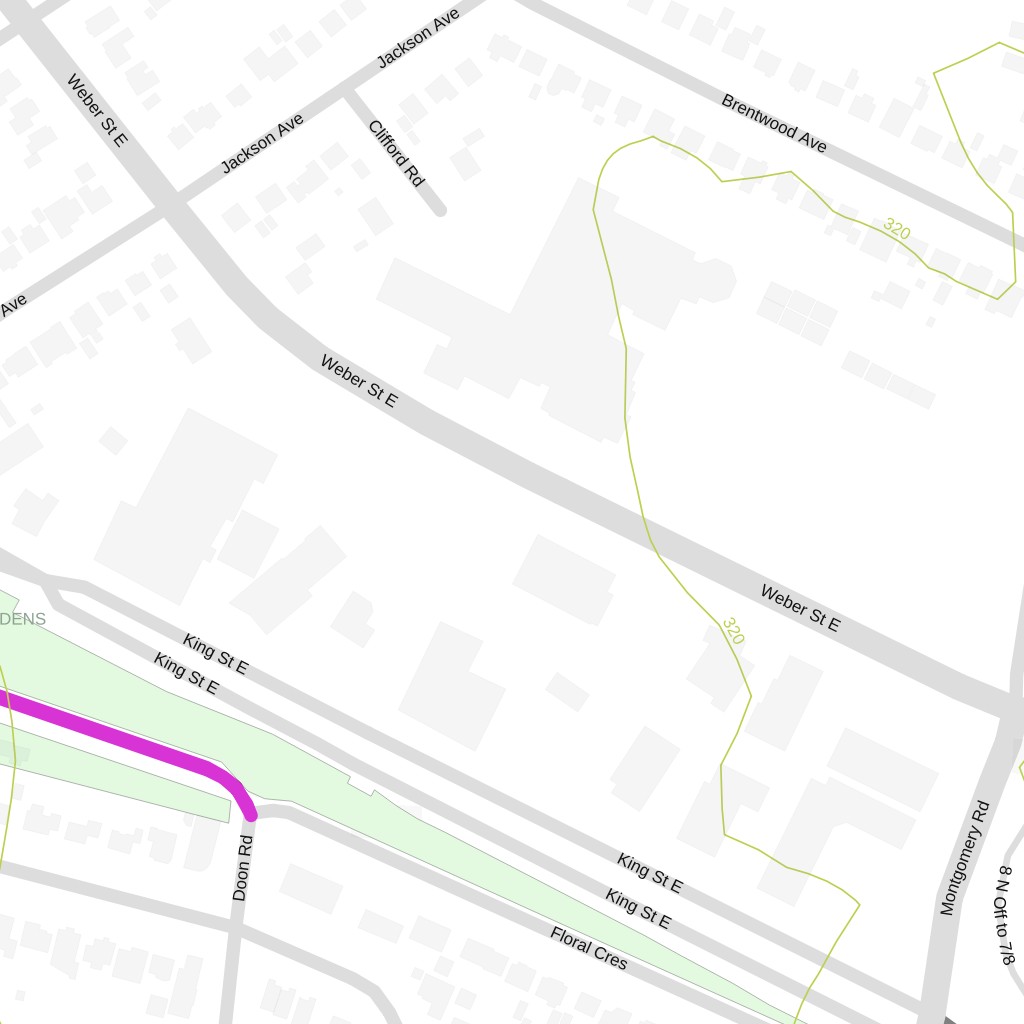 Jackson Ave
Weber St E
Brentwood Ave
Jackson Ave
Clifford Rd
320
Ave
Weber St E
Weber St E
DENS
320
King St E
King St E
Doon Rd
Montgomery Rd
King St E
8 N Off to 7/8
King St E
Floral Cres